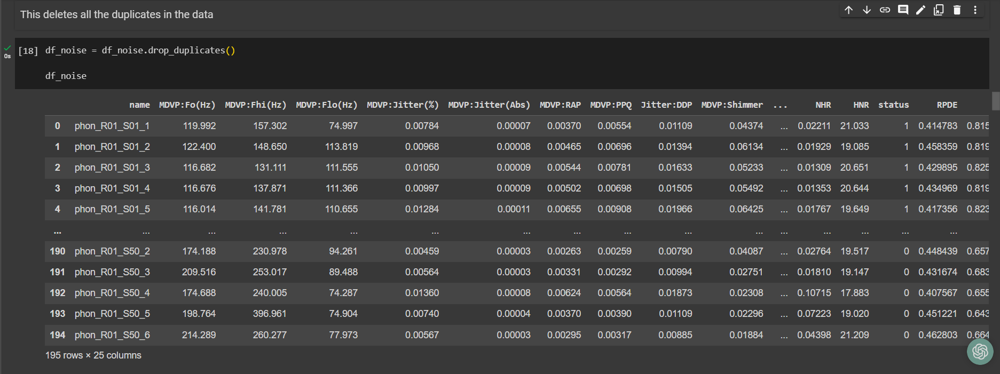 This deletes all the duplicates in the data
0s
[18] df_noise = df_noise.drop_duplicates()
df_noise
name MDVP:Fo(Hz) MDVP:Fhi(Hz) MDVP:Flo(Hz) MDVP:Jitter(%) MDVP:Jitter(Abs) MDVP:RAP MDVP:PPQ Jitter:DDP MDVP:Shimmer ... NHR HNR status RPDE
0 phon_R01_S01_1 119.992 157.302 74.997 0.00784 0.00007 0.00370 0.00554 0.01109 0.04374 ... 0.02211 21.033 1 0.414783 0.815
1 phon_R01_S01_2 122.400 148.650 113.819 0.00968 0.00008 0.00465 0.00696 0.01394 0.06134 ... 0.01929 19.085 1 0.458359 0.819
2 phon_R01_S01_3 116.682 131.111 111.555 0.01050 0.00009 0.00544 0.00781 0.01633 0.05233 ... 0.01309 20.651 1 0.429895 0.825
3 phon_R01_S01_4 116.676 137.871 111.366 0.00997 0.00009 0.00502 0.00698 0.01505 0.05492 ... 0.01353 20.644 1 0.434969 0.819
4 phon_R01_S01_5 116.014 141.781 110.655 0.01284 0.00011 0.00655 0.00908 0.01966 0.06425 ... 0.01767 19.649 1 0.417356 0.823
... ... ... ... ... ... ... ... ... ... ... ... ... ... ... ...
190 phon_R01_S50_2 174.188 230.978 94.261 0.00459 0.00003 0.00263 0.00259 0.00790 0.04087 ... 0.02764 19.517 0 0.448439 0.657
191 phon_R01_S50_3 209.516 253.017 89.488 0.00564 0.00003 0.00331 0.00292 0.00994 0.02751 ... 0.01810 19.147 0 0.431674 0.683
192 phon_R01_S50_4 174.688 240.005 74.287 0.01360 0.00008 0.00624 0.00564 0.01873 0.02308 ... 0.10715 17.883 0 0.407567 0.655
193 phon_R01_S50_5 198.764 396.961 74.904 0.00740 0.00004 0.00370 0.00390 0.01109 0.02296 ... 0.07223 19.020 0 0.451221 0.643
194 phon_R01_S50_6 214.289 260.277 77.973 0.00567 0.00003 0.00295 0.00317 0.00885 0.01884 ... 0.04398 21.209 0 0.462803 0.664
195 rows × 25 columns